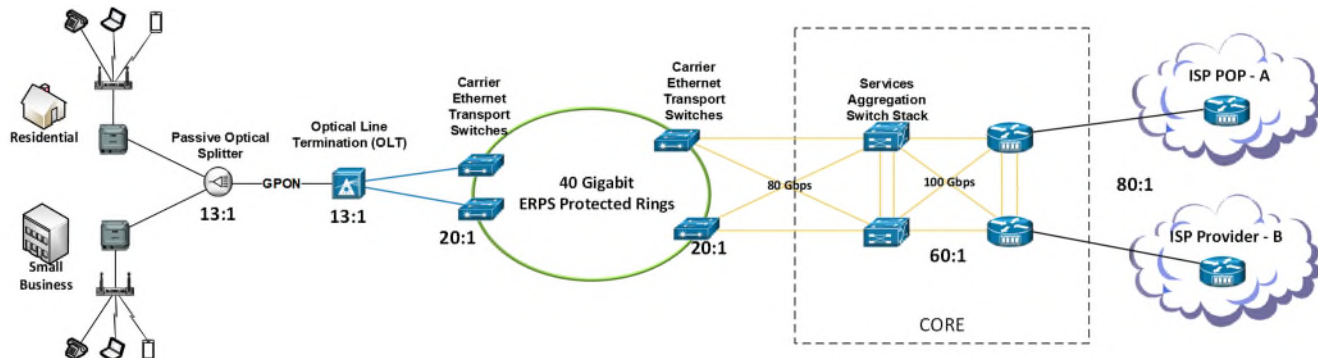 Residential
Small
Business
Passive Optical
Splitter
13:1
GPON
Optical Line
Termination (OLT)
13:1
Carrier
Ethernet
Transport
Switches
20:1
40 Gigabit
ERPS Protected Rings
Carrier
Ethernet
Transport
Switches
20:1
80 Gbps
Services
Aggregation
Switch Stack
100 Gbps
60:1
CORE
80:1
ISP POP - A
ISP Provider - B